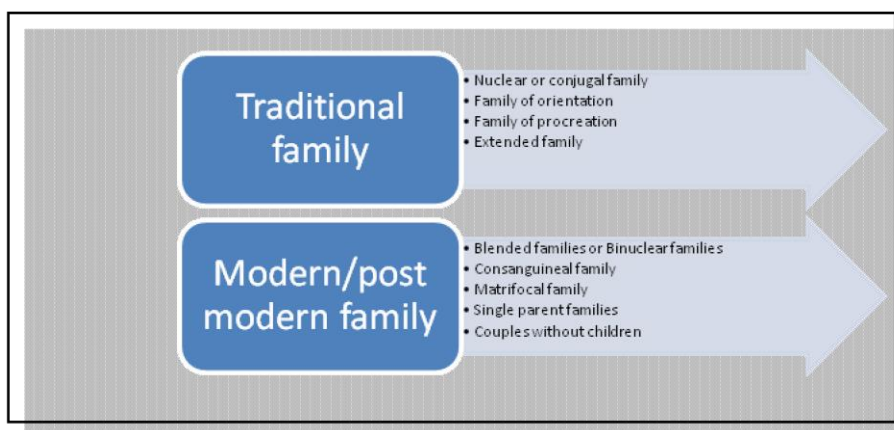 Traditional
family
• Nuclear or conjugal family
• Family of orientation
• Family of procreation
• Extended family
Modern/post
modern family
• Blended families or Binuclear families
• Consanguineal family
• Matrifocal family
• Single parent families
• Couples without children